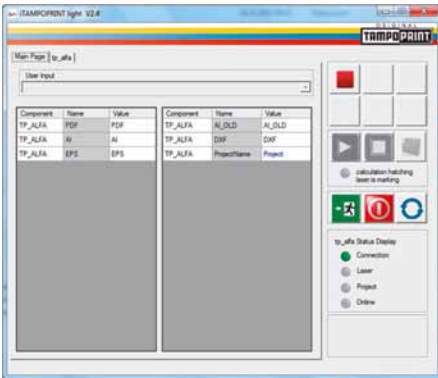 iTAMPOPRINT light V2.4
ORIGINAL
TAMPOPRINT
Main Page tp_alfa
User Input
Component Name Value Component Name Value
TP_ALFA PDF PDF TP_ALFA AI_OLD AI_OLD
TP_ALFA AI AI TP_ALFA DXF DXF
TP_ALFA EPS EPS TP_ALFA ProjectName Project
calculation hatching
laser is marking
tp_alfa Status Display
Connection
Laser
Project
Online